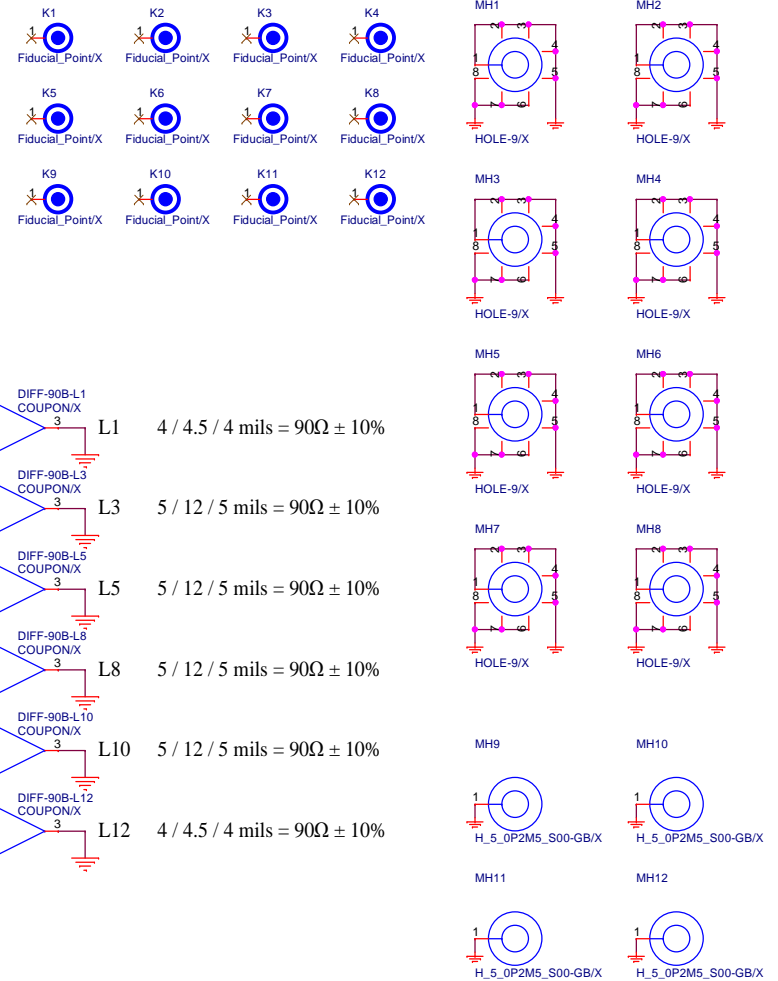 K1 K2 K3 K4
1 1 1 1
Fiducial_Point/X Fiducial_Point/X Fiducial_Point/X Fiducial_Point/X
K5 K6 K7 K8
1 1 1 1
Fiducial_Point/X Fiducial_Point/X Fiducial_Point/X Fiducial_Point/X
K9 K10 K11 K12
1 1 1 1
Fiducial_Point/X Fiducial_Point/X Fiducial_Point/X Fiducial_Point/X
DIFF-90B-L1
COUPON/X
3
L1 4 / 4.5 / 4 mils = 90Ω ± 10%
DIFF-90B-L3
COUPON/X
3
L3 5 / 12 / 5 mils = 90Ω ± 10%
DIFF-90B-L5
COUPON/X
3
L5 5 / 12 / 5 mils = 90Ω ± 10%
DIFF-90B-L8
COUPON/X
3
L8 5 / 12 / 5 mils = 90Ω ± 10%
DIFF-90B-L10
COUPON/X
3
L10 5 / 12 / 5 mils = 90Ω ± 10%
DIFF-90B-L12
COUPON/X
3
L12 4 / 4.5 / 4 mils = 90Ω ± 10%
MH1 MH2
2 3 2 3
4 4
1 5 1 5
8 8
7 6 7 6
HOLE-9/X HOLE-9/X
MH3 MH4
2 3 2 3
4 4
1 5 1 5
8 8
7 6 7 6
HOLE-9/X HOLE-9/X
MH5 MH6
2 3 2 3
4 4
1 5 1 5
8 8
7 6 7 6
HOLE-9/X HOLE-9/X
MH7 MH8
2 3 2 3
4 4
1 5 1 5
8 8
7 6 7 6
HOLE-9/X HOLE-9/X
MH9 MH10
1 1
H_5_0P2M5_S00-GB/X H_5_0P2M5_S00-GB/X
MH11 MH12
1 1
H_5_0P2M5_S00-GB/X H_5_0P2M5_S00-GB/X